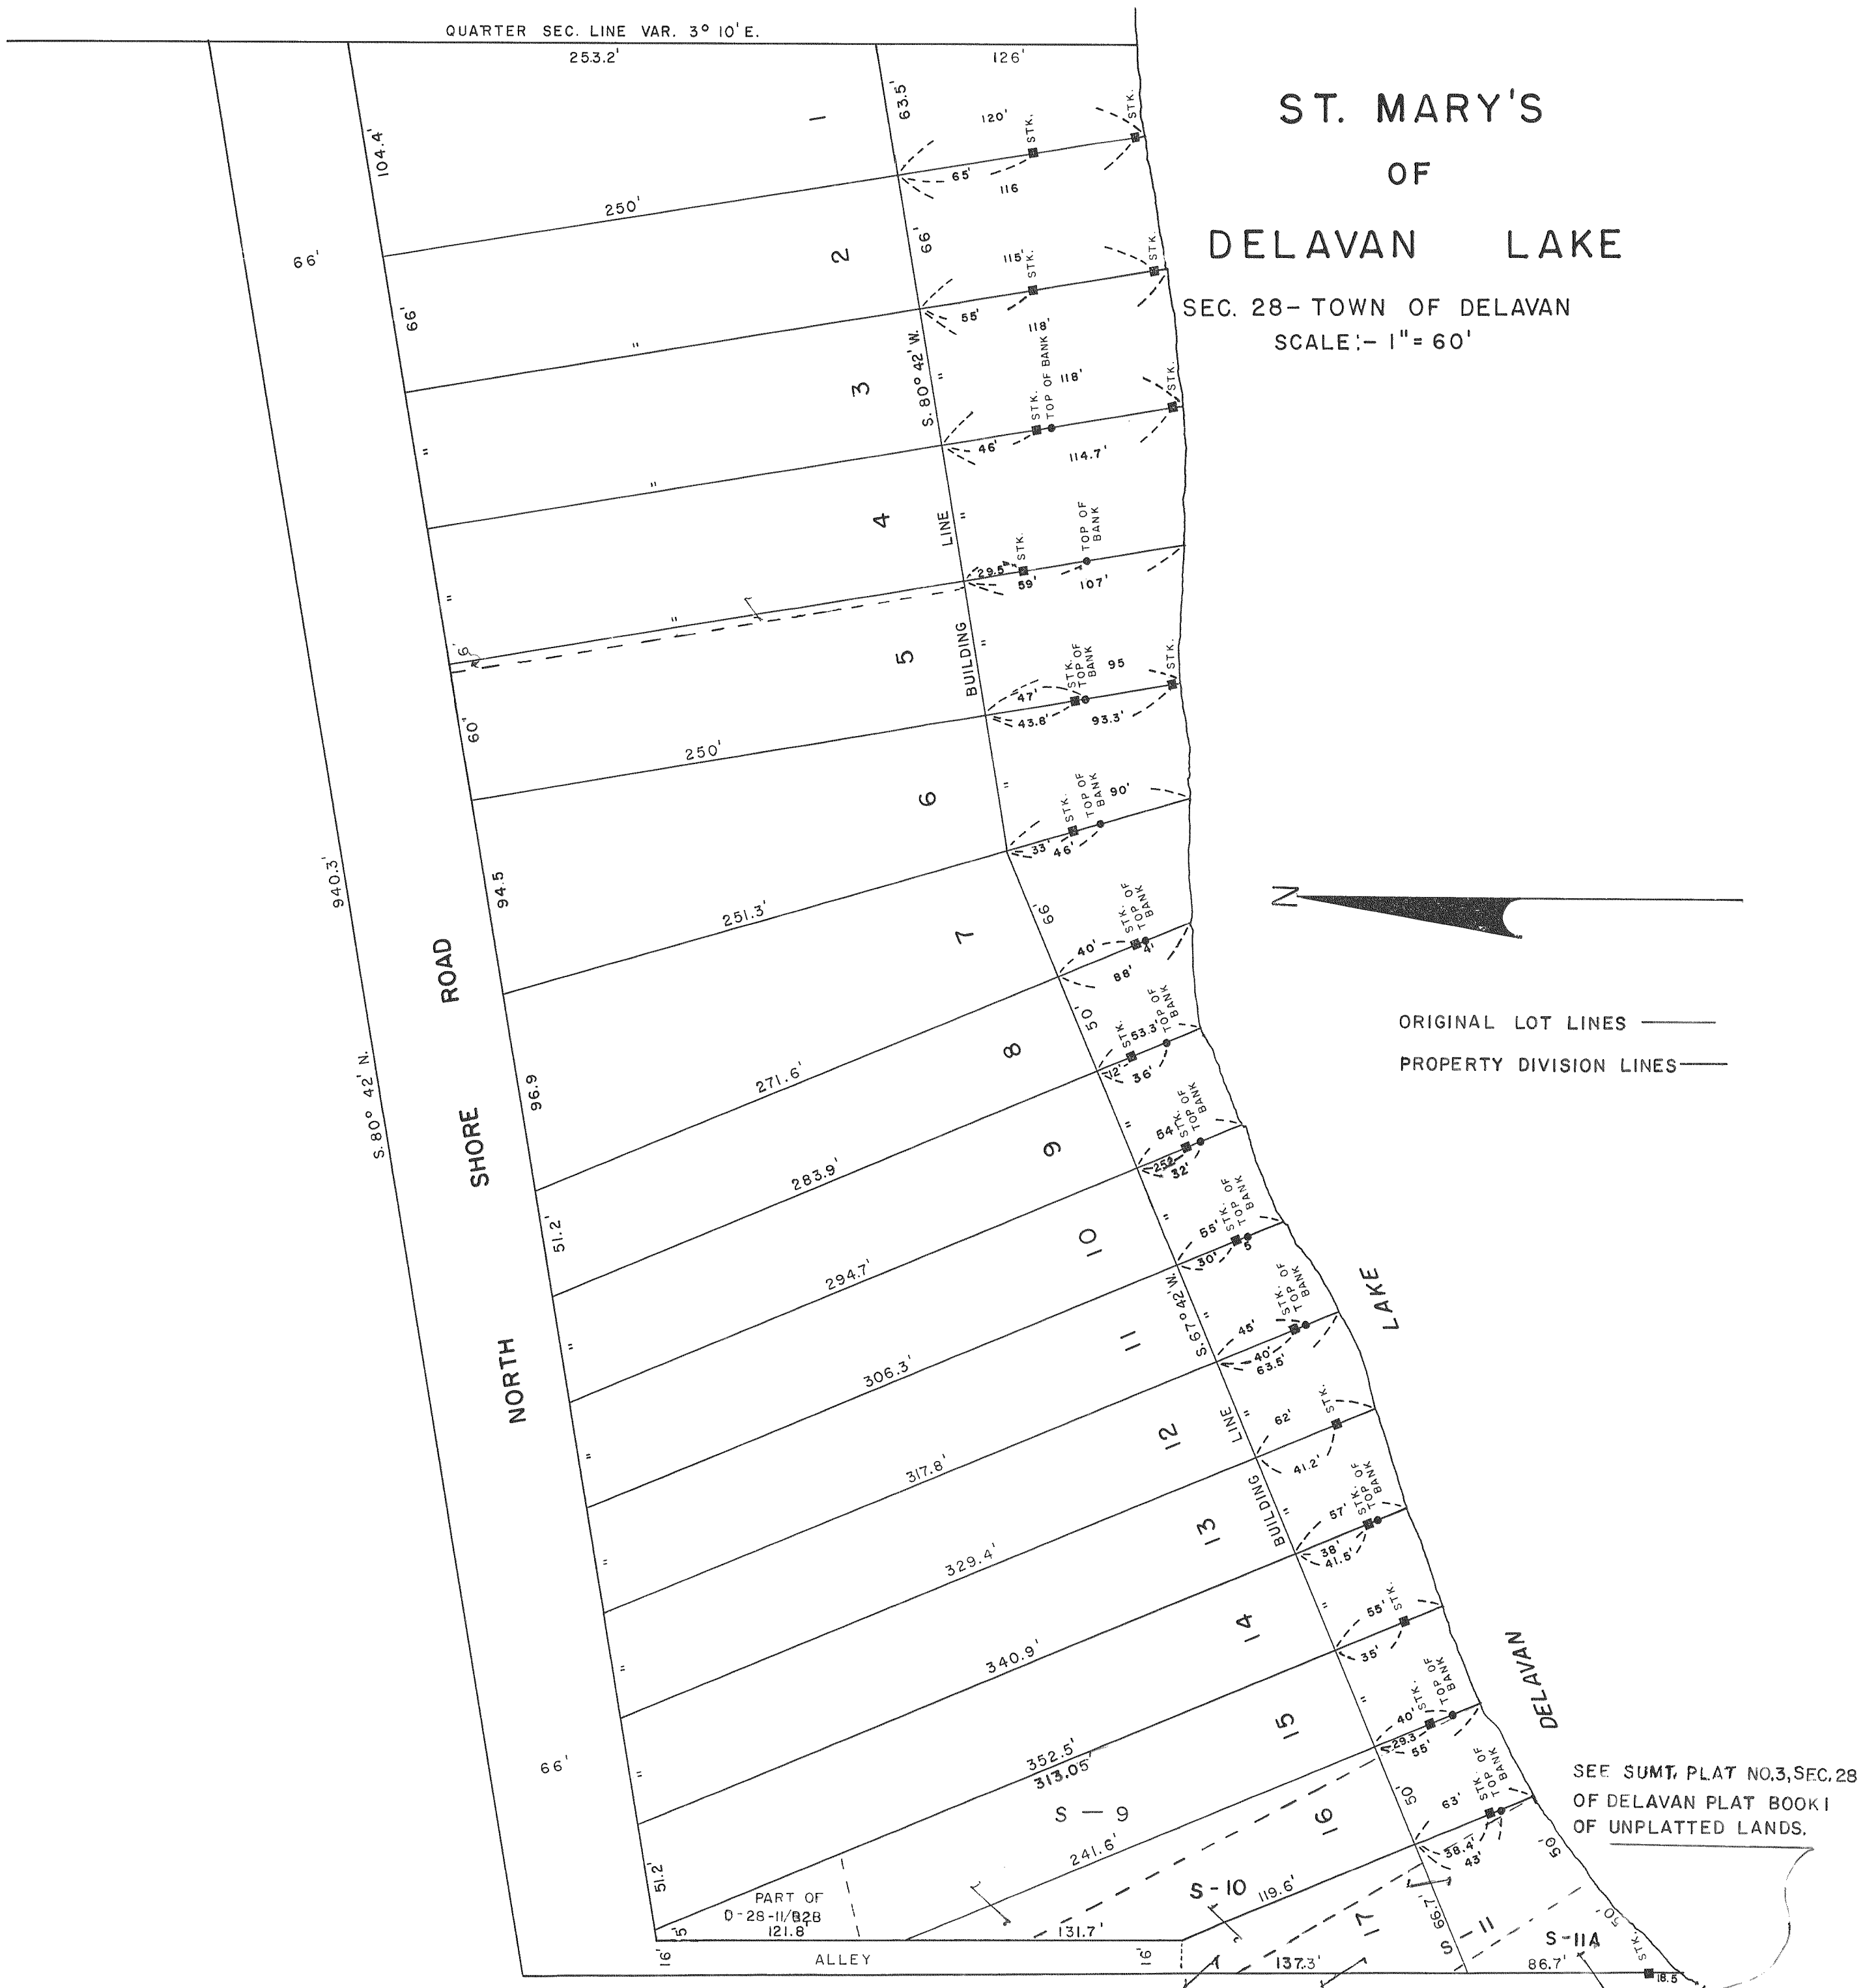 QUARTER SEC. LINE VAR. 3° 10' E.
253.2'
126'
ST. MARY'S
OF
DELAVAN LAKE
SEC. 28- TOWN OF DELAVAN
SCALE:- 1"= 60'
104.4'
1
63.5'
120'
STK.
STK.
65'
116
250'
66'
66'
2
66'
115'
STK.
STK.
55'
118'
"
"
3
S. 80° 42' W.
"
STK.
TOP OF BANK
118'
STK.
46'
114.7'
"
4
LINE
"
29.5'
STK.
TOP OF
BANK
59'
107'
"
"
6'
5
BUILDING
"
47'
STK.
TOP OF
BANK
95
STK.
43.8'
93.3'
60'
250'
6
"
STK.
TOP OF
BANK
90'
33'
46'
940.3'
94.5
251.3'
7
66'
40'
STK.
TOP OF
BANK
4'
88'
N
ROAD
S. 80° 42' N.
96.9
271.6'
8
50'
STK.
53.3'
TOP OF
BANK
12'
36'
ORIGINAL LOT LINES
PROPERTY DIVISION LINES
SHORE
51.2'
283.9'
9
"
54'
STK.
TOP OF
BANK
252
32'
NORTH
"
294.7'
10
"
55'
STK.
TOP OF
BANK
30'
5
"
306.3'
11
S. 67° 42' W.
"
45'
STK.
TOP OF
BANK
40'
63.5'
LAKE
"
317.8'
12
LINE
"
62'
STK.
41.2'
"
329.4'
13
BUILDING
"
57'
STK.
TOP OF
BANK
38'
41.5'
"
340.9'
14
"
55'
STK.
35'
66'
352.5'
313.05'
15
"
40'
STK.
TOP OF
BANK
29.3'
55'
DELAVAN
S - 9
241.6'
16
50'
63'
STK.
TOP OF
BANK
38.4'
43'
50'
SEE SUMT. PLAT NO.3, SEC. 28
OF DELAVAN PLAT BOOK I
OF UNPLATTED LANDS.
51.2'
PART OF
D-28-11/B2B
5'
121.8'
131.7'
S-10
119.6'
17
66.7'
S - 11
S-11A
50'
STK.
16'
ALLEY
16'
137.3'
86.7'
18.5